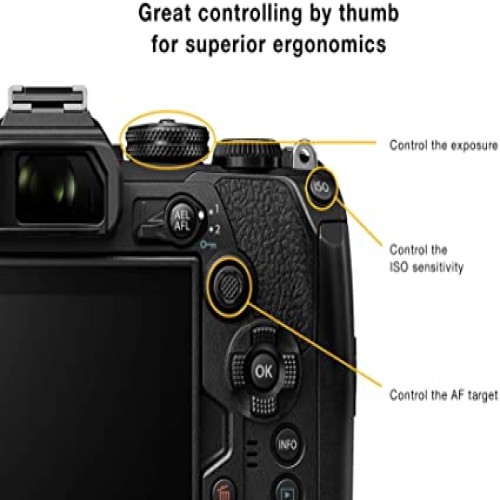 Great controlling by thumb
for superior ergonomics
Control the exposure
ISO
1
AEL
AFL
2
Control the
ISO sensitivity
OK
Control the AF target
INFO